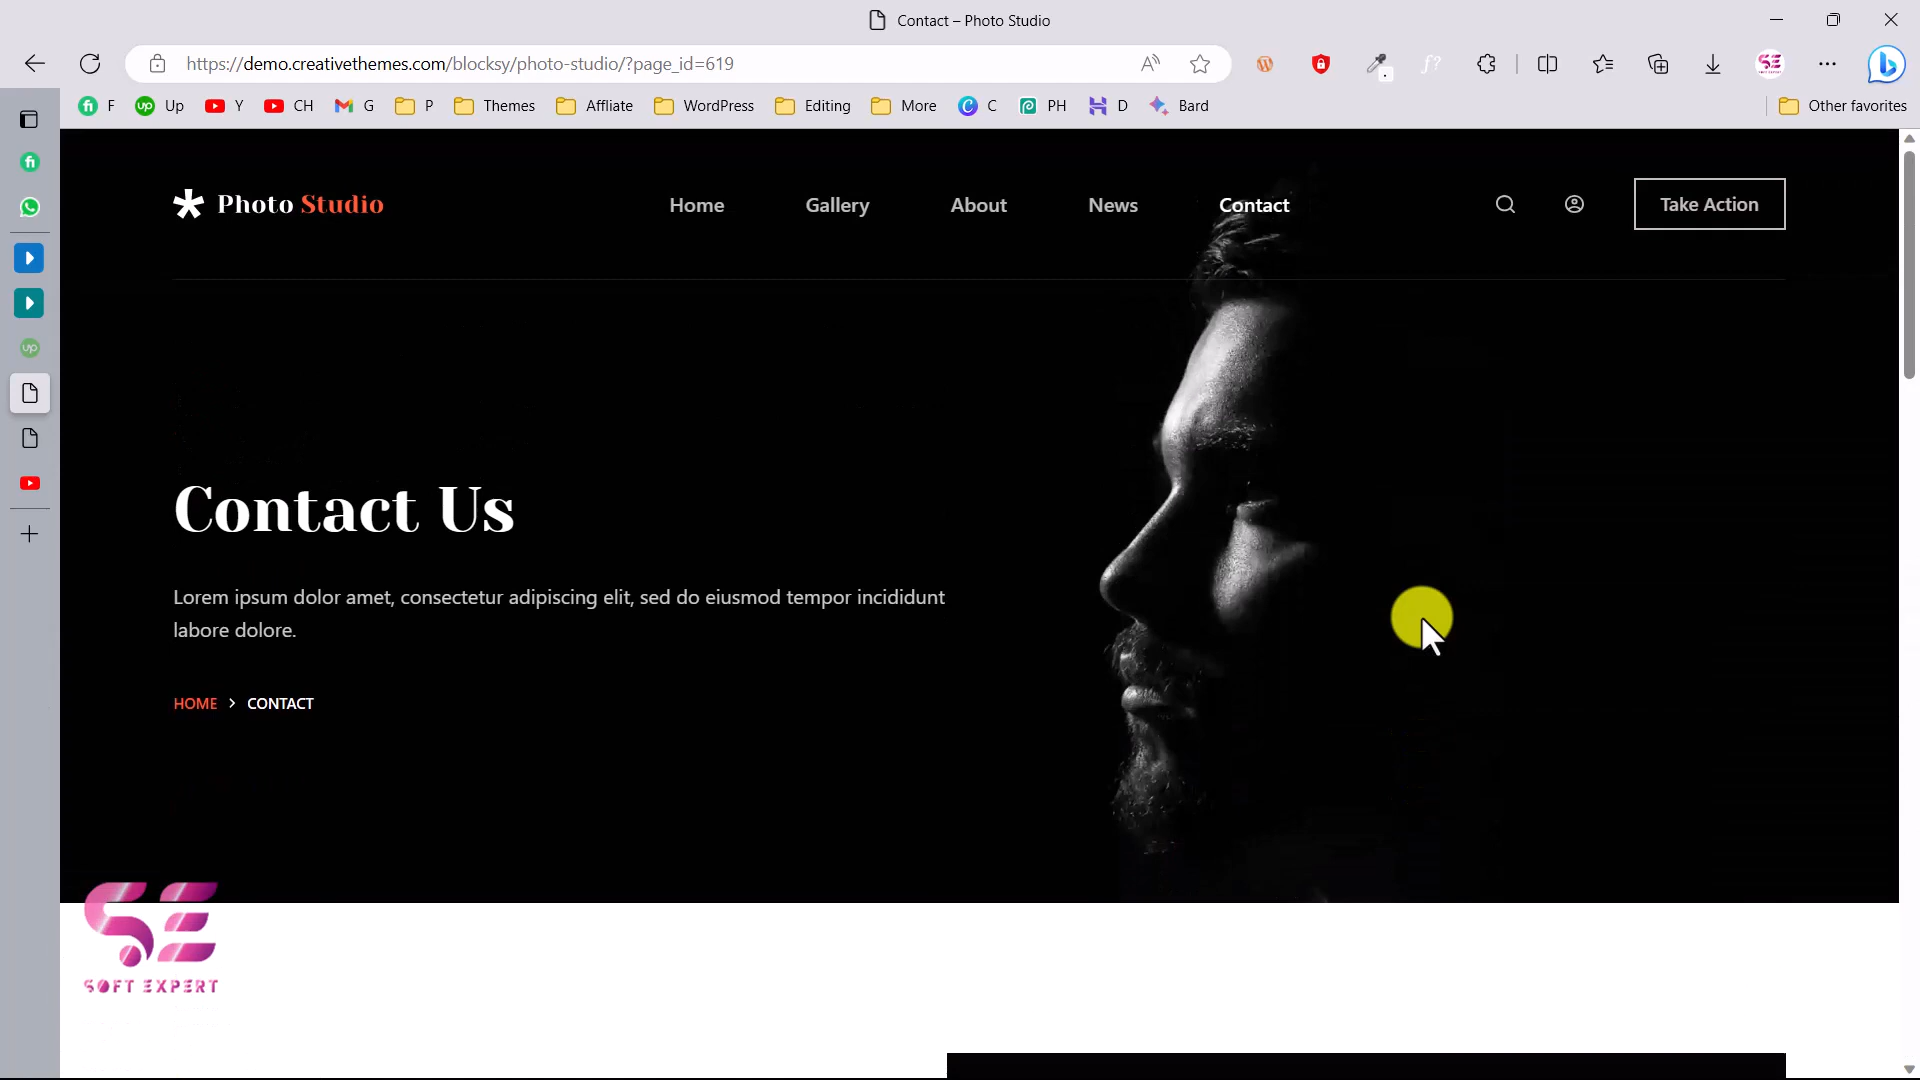 Contact – Photo Studio
https://demo.creativethemes.com/blocksy/photo-studio/?page_id=619
F Up Y CH G P Themes Affliate WordPress Editing More C PH D Bard Other favorites
Photo Studio
Home Gallery About News Contact
Take Action
Contact Us
Lorem ipsum dolor amet, consectetur adipiscing elit, sed do eiusmod tempor incididunt
labore dolore.
HOME > CONTACT
SE
SOFT EXPERT